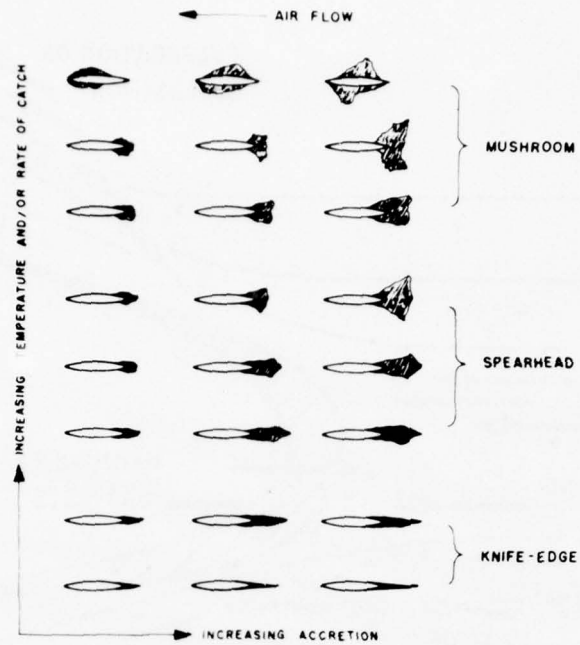 AIR FLOW
INCREASING TEMPERATURE AND/OR RATE OF CATCH
MUSHROOM
SPEARHEAD
KNIFE-EDGE
INCREASING ACCRETION